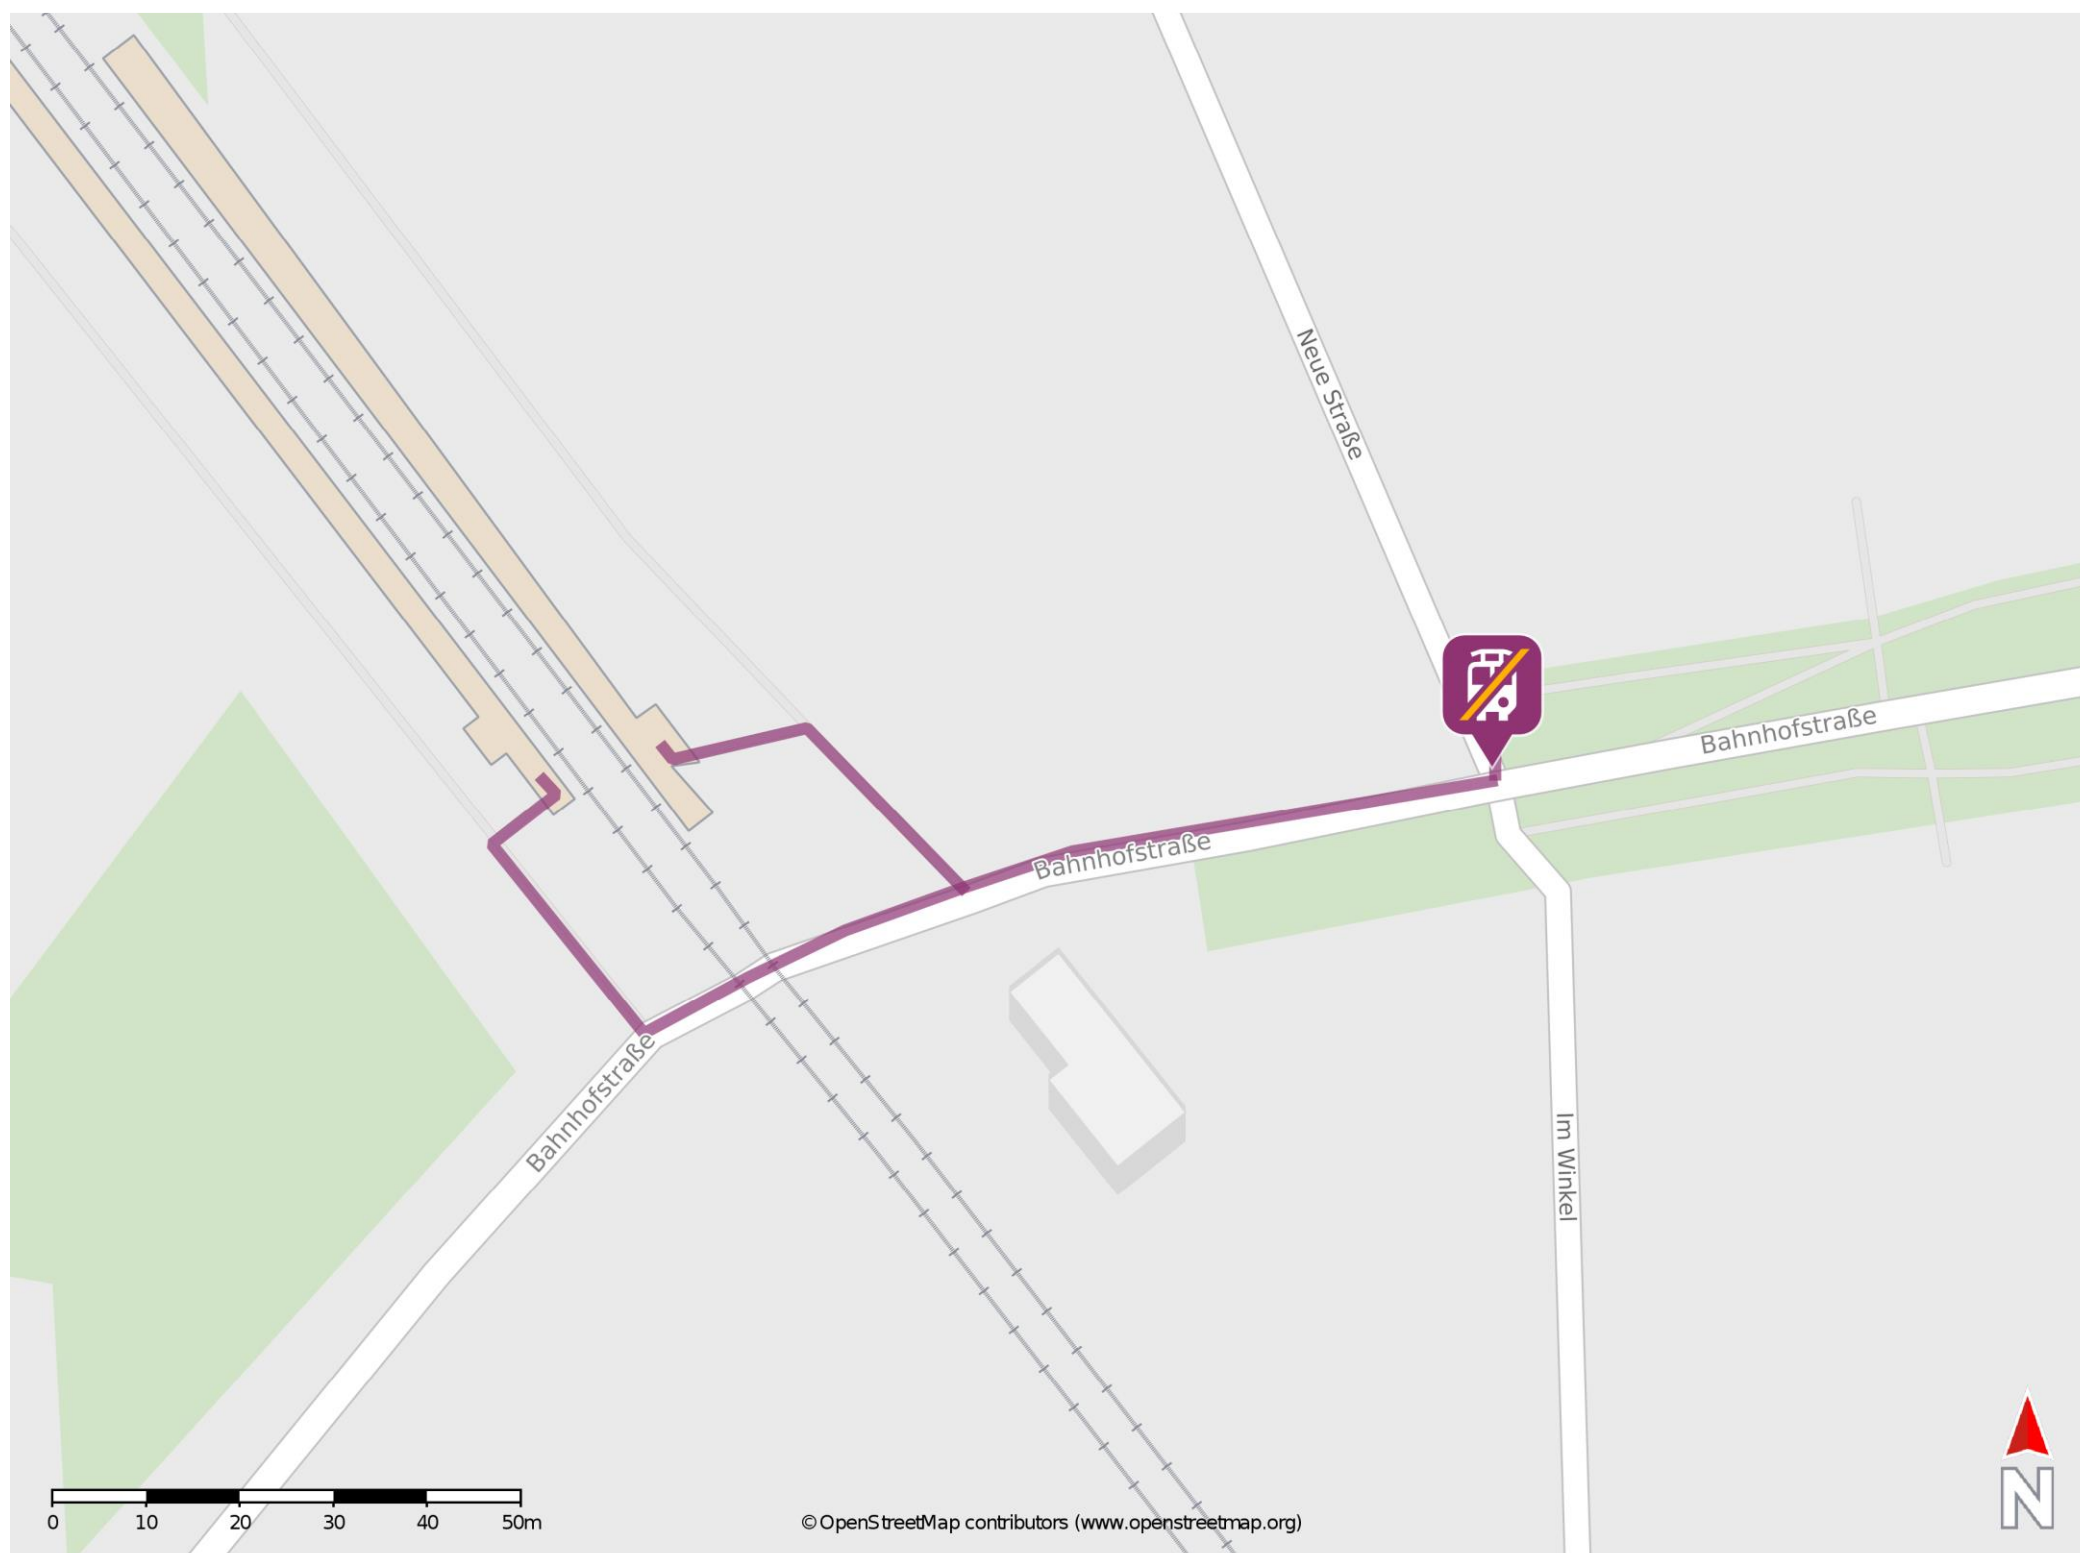 Neue Straße
Bahnhofstraße
Bahnhofstraße
Bahnhofstraße
Im Winkel
0 10 20 30 40 50m
© OpenStreetMap contributors (www.openstreetmap.org)
N